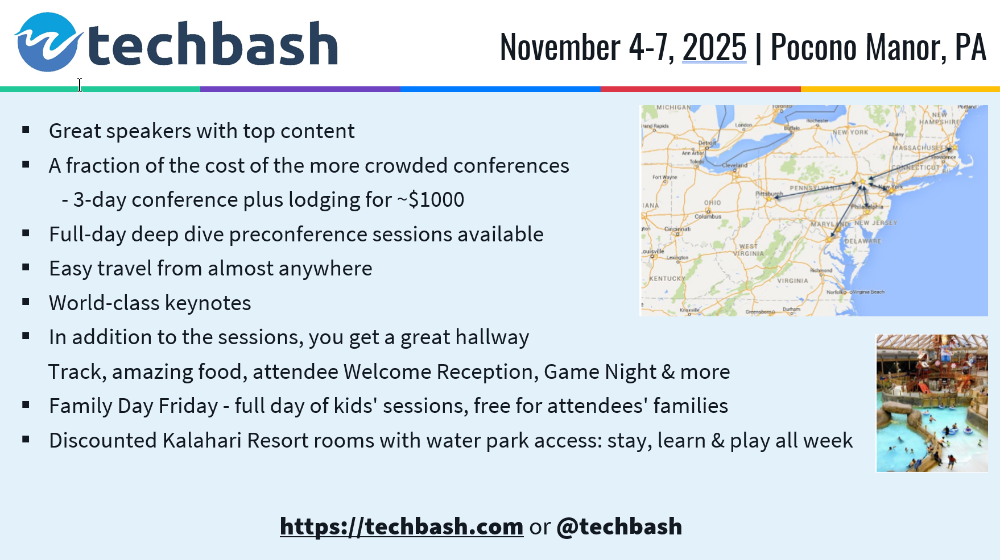 techbash
November 4-7, 2025 | Pocono Manor, PA
▪ Great speakers with top content
▪ A fraction of the cost of the more crowded conferences
- 3-day conference plus lodging for ~$1000
▪ Full-day deep dive preconference sessions available
▪ Easy travel from almost anywhere
▪ World-class keynotes
▪ In addition to the sessions, you get a great hallway
Track, amazing food, attendee Welcome Reception, Game Night & more
▪ Family Day Friday - full day of kids' sessions, free for attendees' families
▪ Discounted Kalahari Resort rooms with water park access: stay, learn & play all week
MICHIGAN
Toronto
Portland
NEW
HAMPSHIRE
rand Rapids
London
Rochester
Buffalo
NEW YORK
Albany
Detroit
Ann Arbor
MASSACHUSETT
Providence
Toledo
Cleveland
CONNECTICUT
RI
Fort Wayne
PENNSYLVANIA
New York
Pittsburgh
IANA
OHIO
Philadelphia
Columbus
MARYLAND
NEW JERSEY
gton
Cincinnati
DELAWARE
WEST
VIRGINIA
ouisville
Lexington
Richmond
KENTUCKY
VIRGINIA
Norfolk
Virginia Beach
Knoxville
Greensboro
Durham
https://techbash.com or @techbash